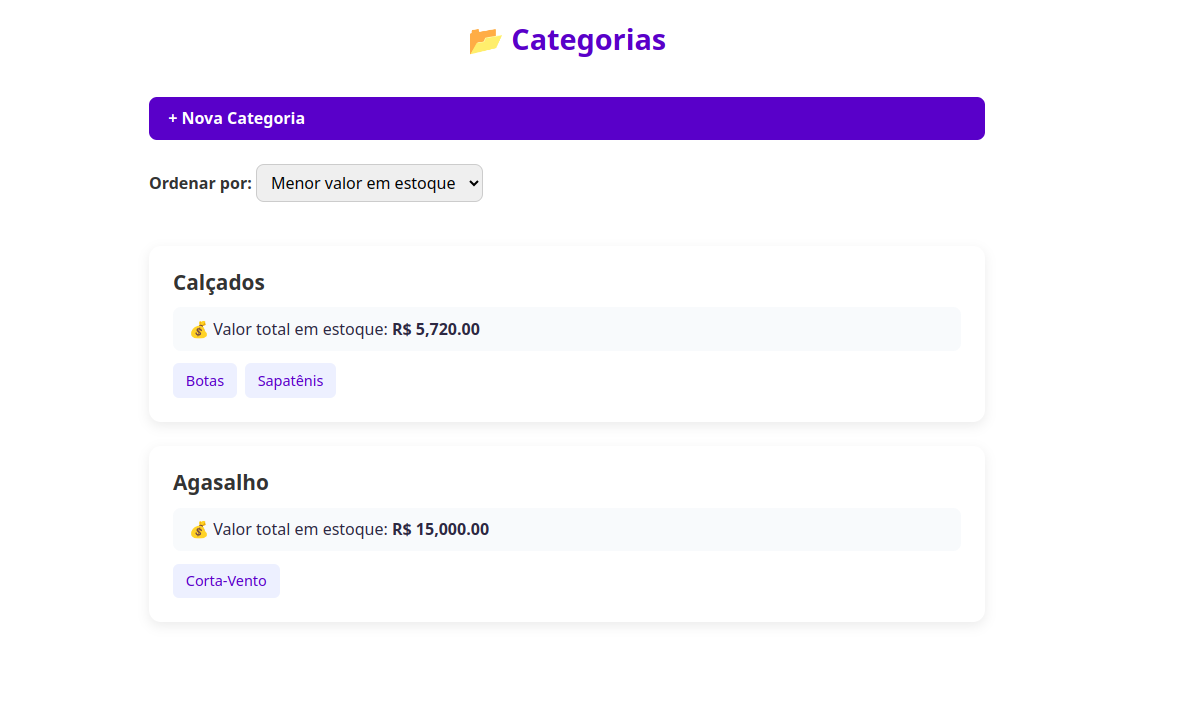 📂 Categorias
+ Nova Categoria
Ordenar por: Menor valor em estoque
Calçados
💰 Valor total em estoque: R$ 5,720.00
Botas Sapatênis
Agasalho
💰 Valor total em estoque: R$ 15,000.00
Corta-Vento